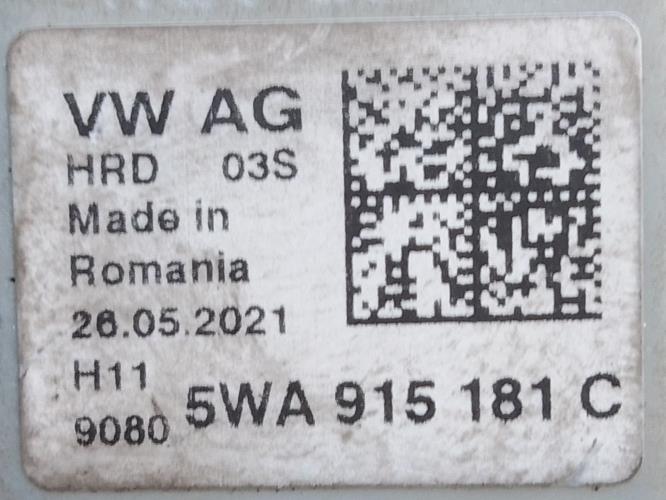 VW AG
HRD 03S
Made in
Romania
26.05.2021
H11
9080 5WA 915 181 C